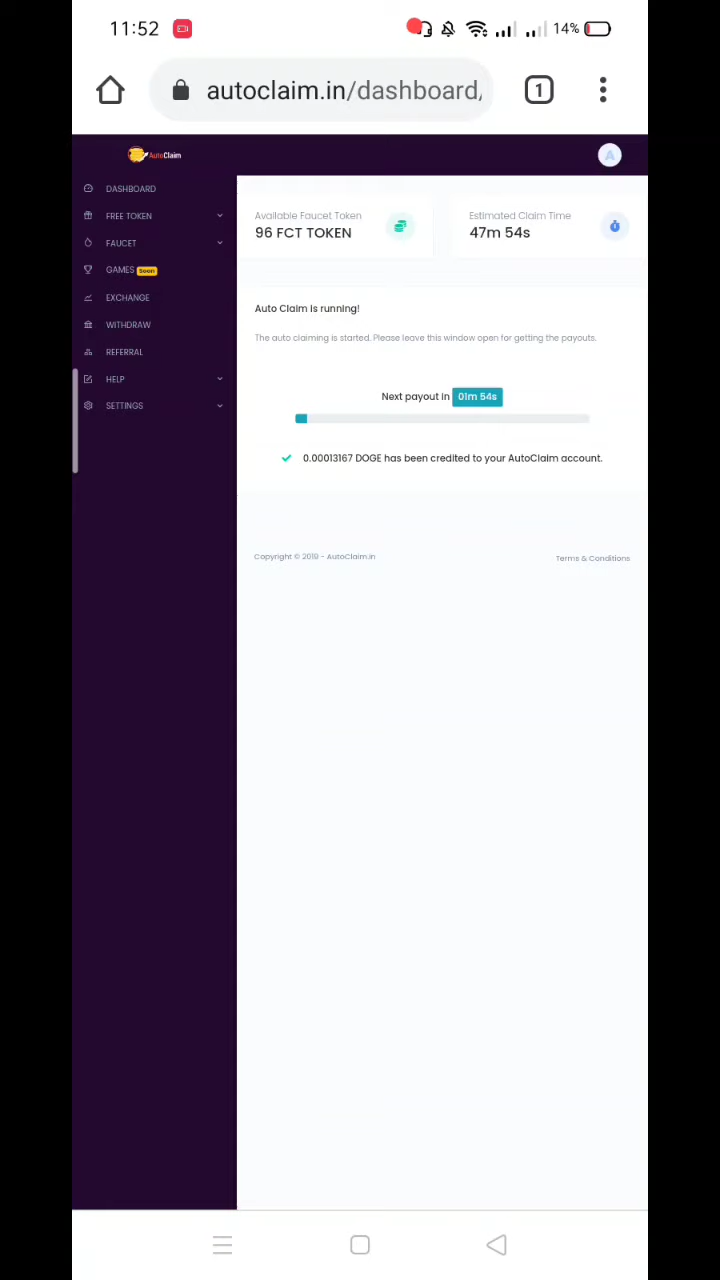 11:52
14%
autoclaim.in/dashboard/
1
AutoClaim
A
DASHBOARD
FREE TOKEN
FAUCET
GAMES Soon
EXCHANGE
WITHDRAW
REFERRAL
HELP
SETTINGS
Available Faucet Token
96 FCT TOKEN
Estimated Claim Time
47m 54s
Auto Claim is running!
The auto claiming is started. Please leave this window open for getting the payouts.
Next payout in 01m 54s
0.00013167 DOGE has been credited to your AutoClaim account.
Copyright © 2019 - AutoClaim.in
Terms & Conditions